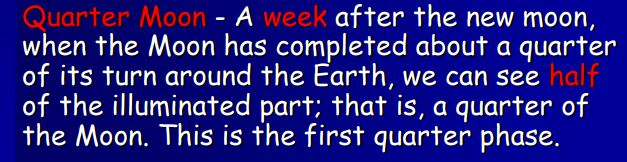 Quarter Moon - A week after the new moon,
when the Moon has completed about a quarter
of its turn around the Earth, we can see half
of the illuminated part; that is, a quarter of
the Moon. This is the first quarter phase.